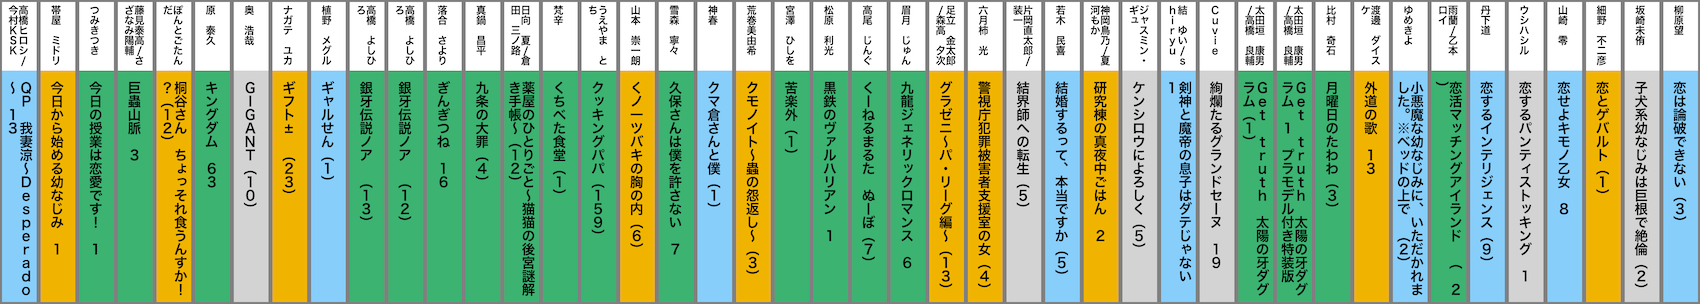 柳原望
恋は論破できない (3)
坂崎未侑
子犬系幼なじみは巨根で絶倫 (2)
細野 不二彦
恋とゲバルト (1)
山崎 零
恋せよキモノ乙女 8
ウシハシル
恋するパンティストッキング 1
丹下道
恋するインテリジェンス (9)
雨蘭/乙本
ロイ
恋活マッチングアイランド (2
)
ゆめきよ
小悪魔な幼なじみに、いただかれま
した。※ベッドの上で (2)
渡邊 ダイス
ケ
外道の歌 13
比村 奇石
月曜日のたわわ (3)
太田垣 康男
/高橋 良輔
Get truth 太陽の牙ダグ
ラム 1 プラモデル付き特装版
太田垣 康男
/高橋 良輔
Get truth 太陽の牙ダグ
ラム (1)
Cuvie
絢爛たるグランドセーヌ 19
結 ゆい/s
hiryu
剣神と魔帝の息子はダテじゃない
1
ジャスミン・
ギュ
ケンシロウによろしく (5)
神岡鳥乃/夏
河もか
研究棟の真夜中ごはん 2
若木 民喜
結婚するって、本当ですか (5)
片岡直太郎/
装一
結界師への転生 (5)
六月柿 光
警視庁犯罪被害者支援室の女 (4)
足立 金太郎
/森高 夕次
グラゼニ〜パ・リーグ編〜 (13)
眉月 じゅん
九龍ジェネリックロマンス 6
高尾 じんぐ
くーねるまるた ぬーぼ (7)
松原 利光
黒鉄のヴァルハリアン 1
宮澤 ひしを
苦楽外 (1)
荒巻美由希
クモノイト〜蟲の怨返し〜 (3)
神春
クマ倉さんと僕 (1)
雪森 寧々
久保さんは僕を許さない 7
山本 崇一朗
くノ一ツバキの胸の内 (6)
うえやま と
ち
クッキングパパ (159)
梵辛
くちべた食堂 (1)
日向 夏/倉
田 三ノ路
薬屋のひとりごと〜猫猫の後宮謎解
き手帳〜 (12)
真鍋 昌平
九条の大罪 (4)
落合 さより
ぎんぎつね 16
高橋 よしひ
ろ
銀牙伝説ノア (12)
高橋 よしひ
ろ
銀牙伝説ノア (13)
植野 メグル
ギャルせん (1)
ナガテ ユカ
ギフト± (23)
奥 浩哉
GIGANT (10)
原 泰久
キングダム 63
ぽんとごたん
だ
桐谷さん ちょっそれ食うんすか!
? (12)
藤見泰高/さ
ざなみ陽輔
巨蟲山脈 3
つみきつき
今日の授業は恋愛です! 1
帯屋 ミドリ
今日から始める幼なじみ 1
高橋ヒロシ/
今村KSK
QP 我妻涼〜Desperado
〜 13